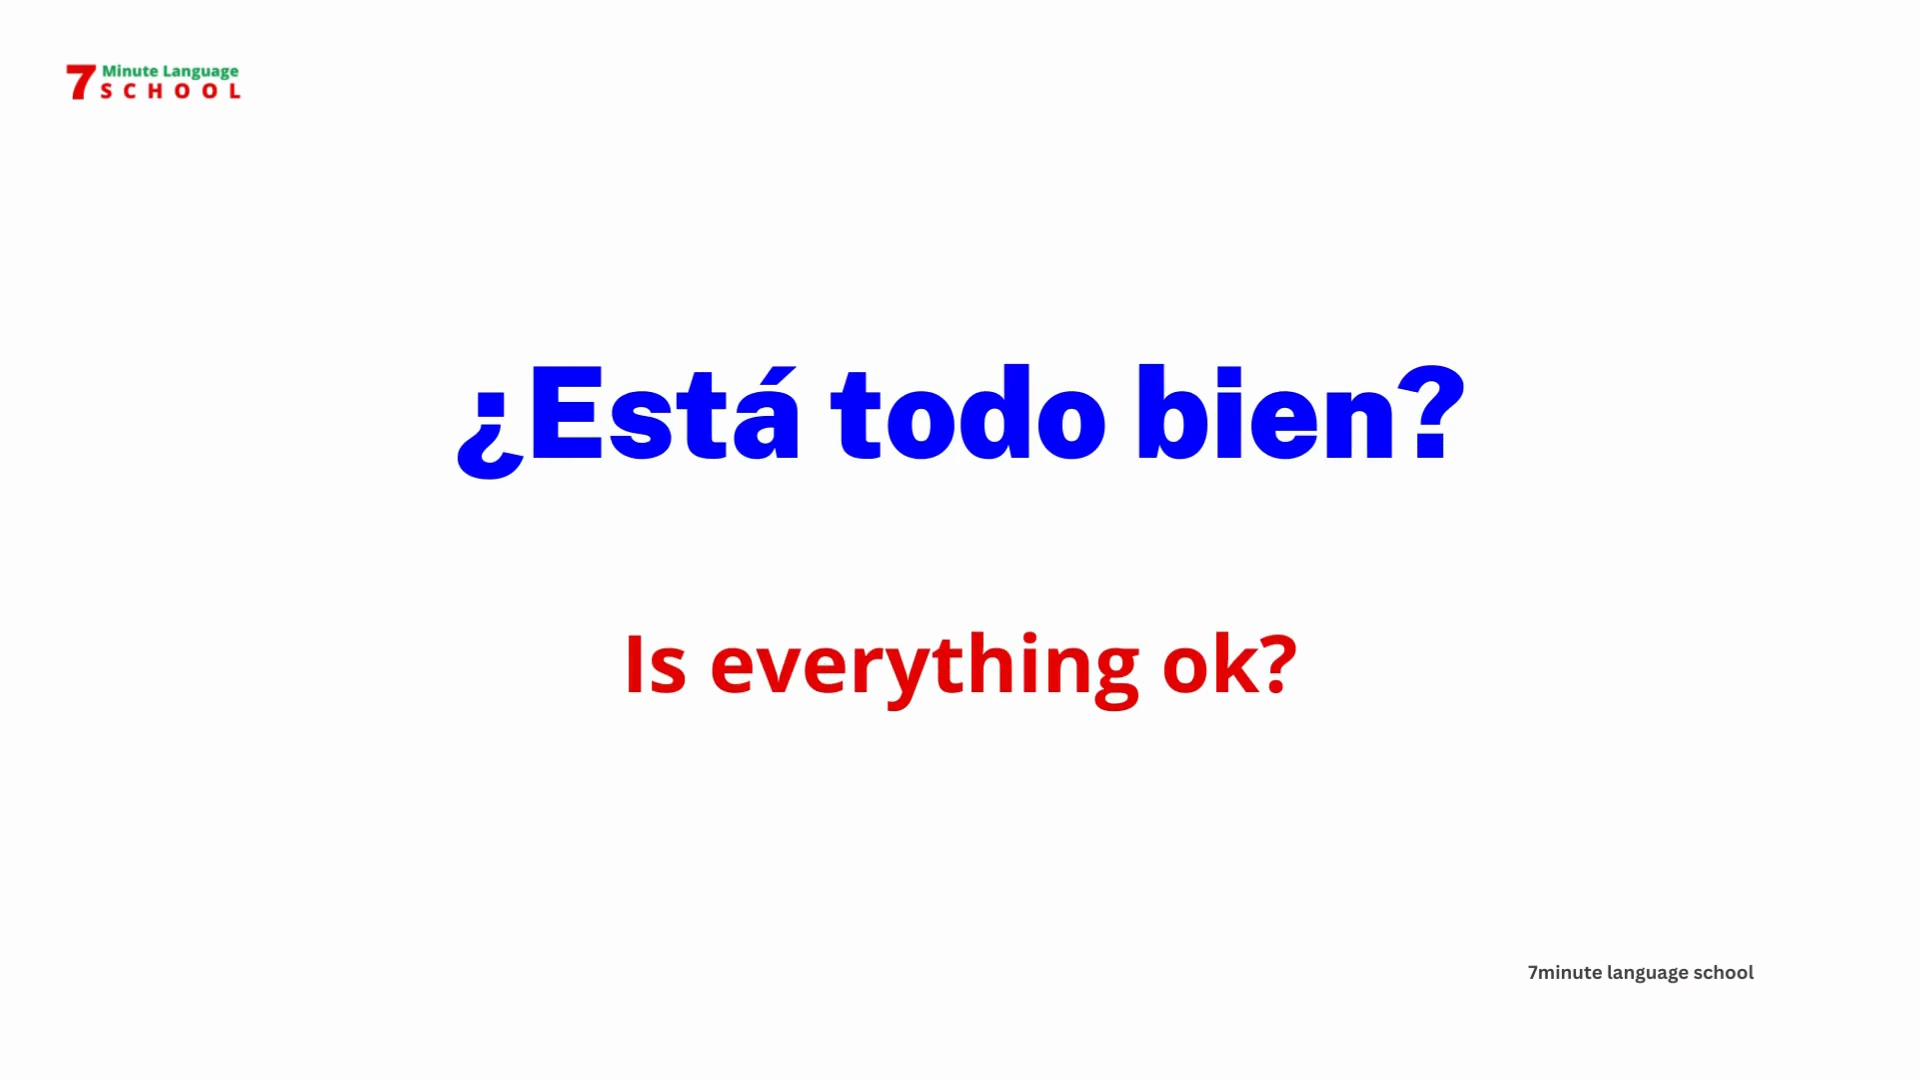 7 Minute Language
SCHOOL
¿Está todo bien?
Is everything ok?
7minute language school